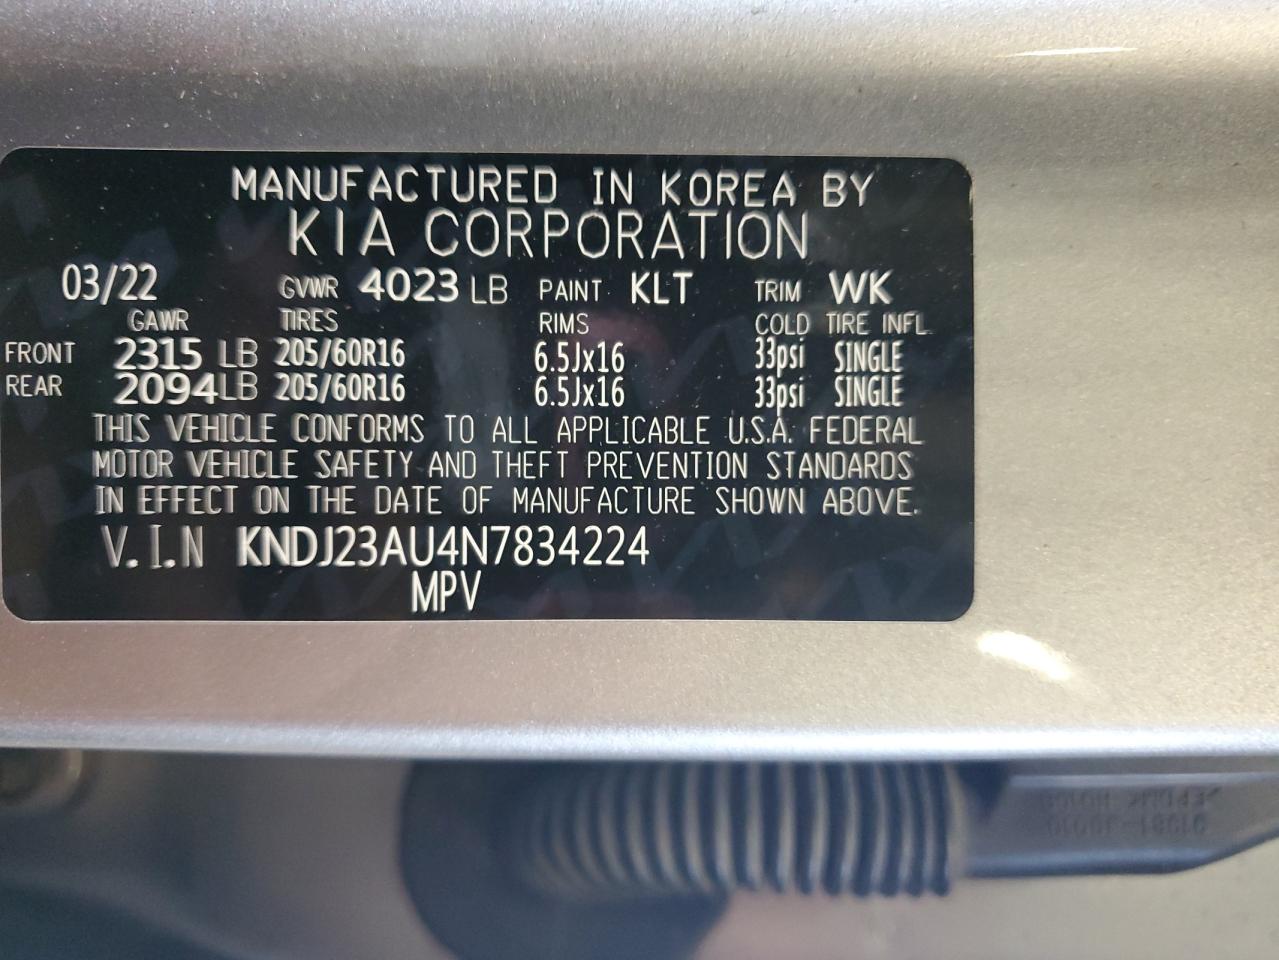 MANUFACTURED IN KOREA BY
KIA CORPORATION
03/22 GVWR 4023 LB PAINT KLT TRIM WK
GAWR TIRES RIMS COLD TIRE INFL.
FRONT 2315 LB 205/60R16 6.5Jx16 33psi SINGLE
REAR 2094 LB 205/60R16 6.5Jx16 33psi SINGLE
THIS VEHICLE CONFORMS TO ALL APPLICABLE U.S.A. FEDERAL
MOTOR VEHICLE SAFETY AND THEFT PREVENTION STANDARDS
IN EFFECT ON THE DATE OF MANUFACTURE SHOWN ABOVE.
V.I.N KNDJ23AU4N7834224
MPV